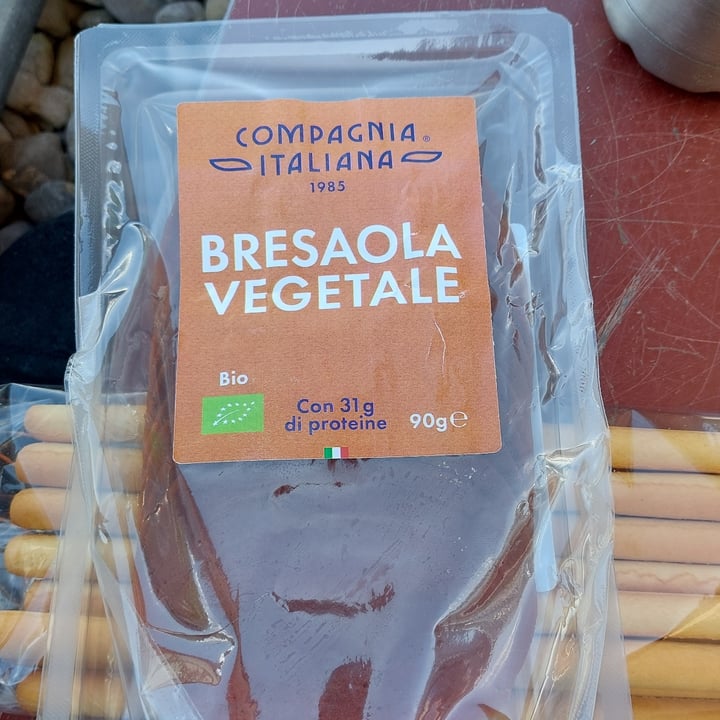 COMPAGNIA ®
ITALIANA
1985
BRESAOLA
VEGETALE
Bio
Con 31g
di proteine
90g ℮